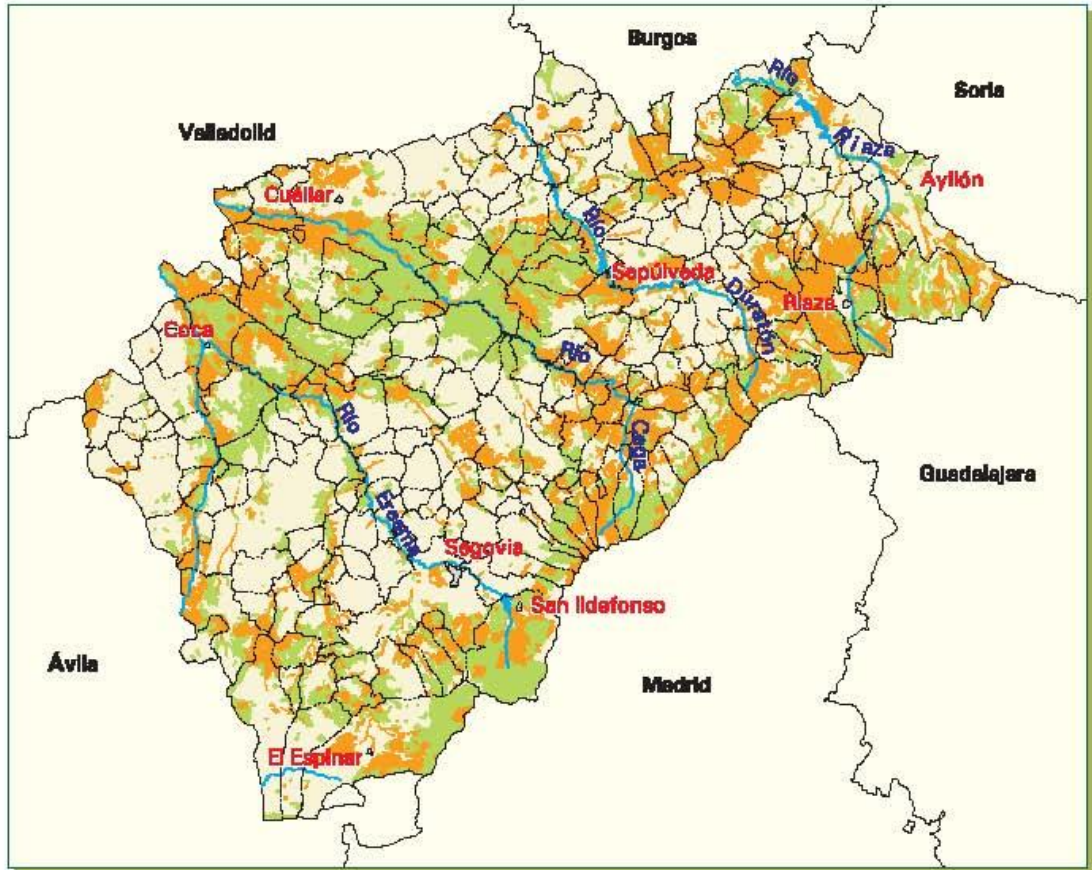 Burgos
Río
Riaza
Soria
Valladolid
Ayllón
Cuéllar
Río
Duratón
Sepúlveda
Riaza
Coca
Río
Cega
Río
Eresma
Guadalajara
Segovia
San Ildefonso
Ávila
Madrid
El Espinar